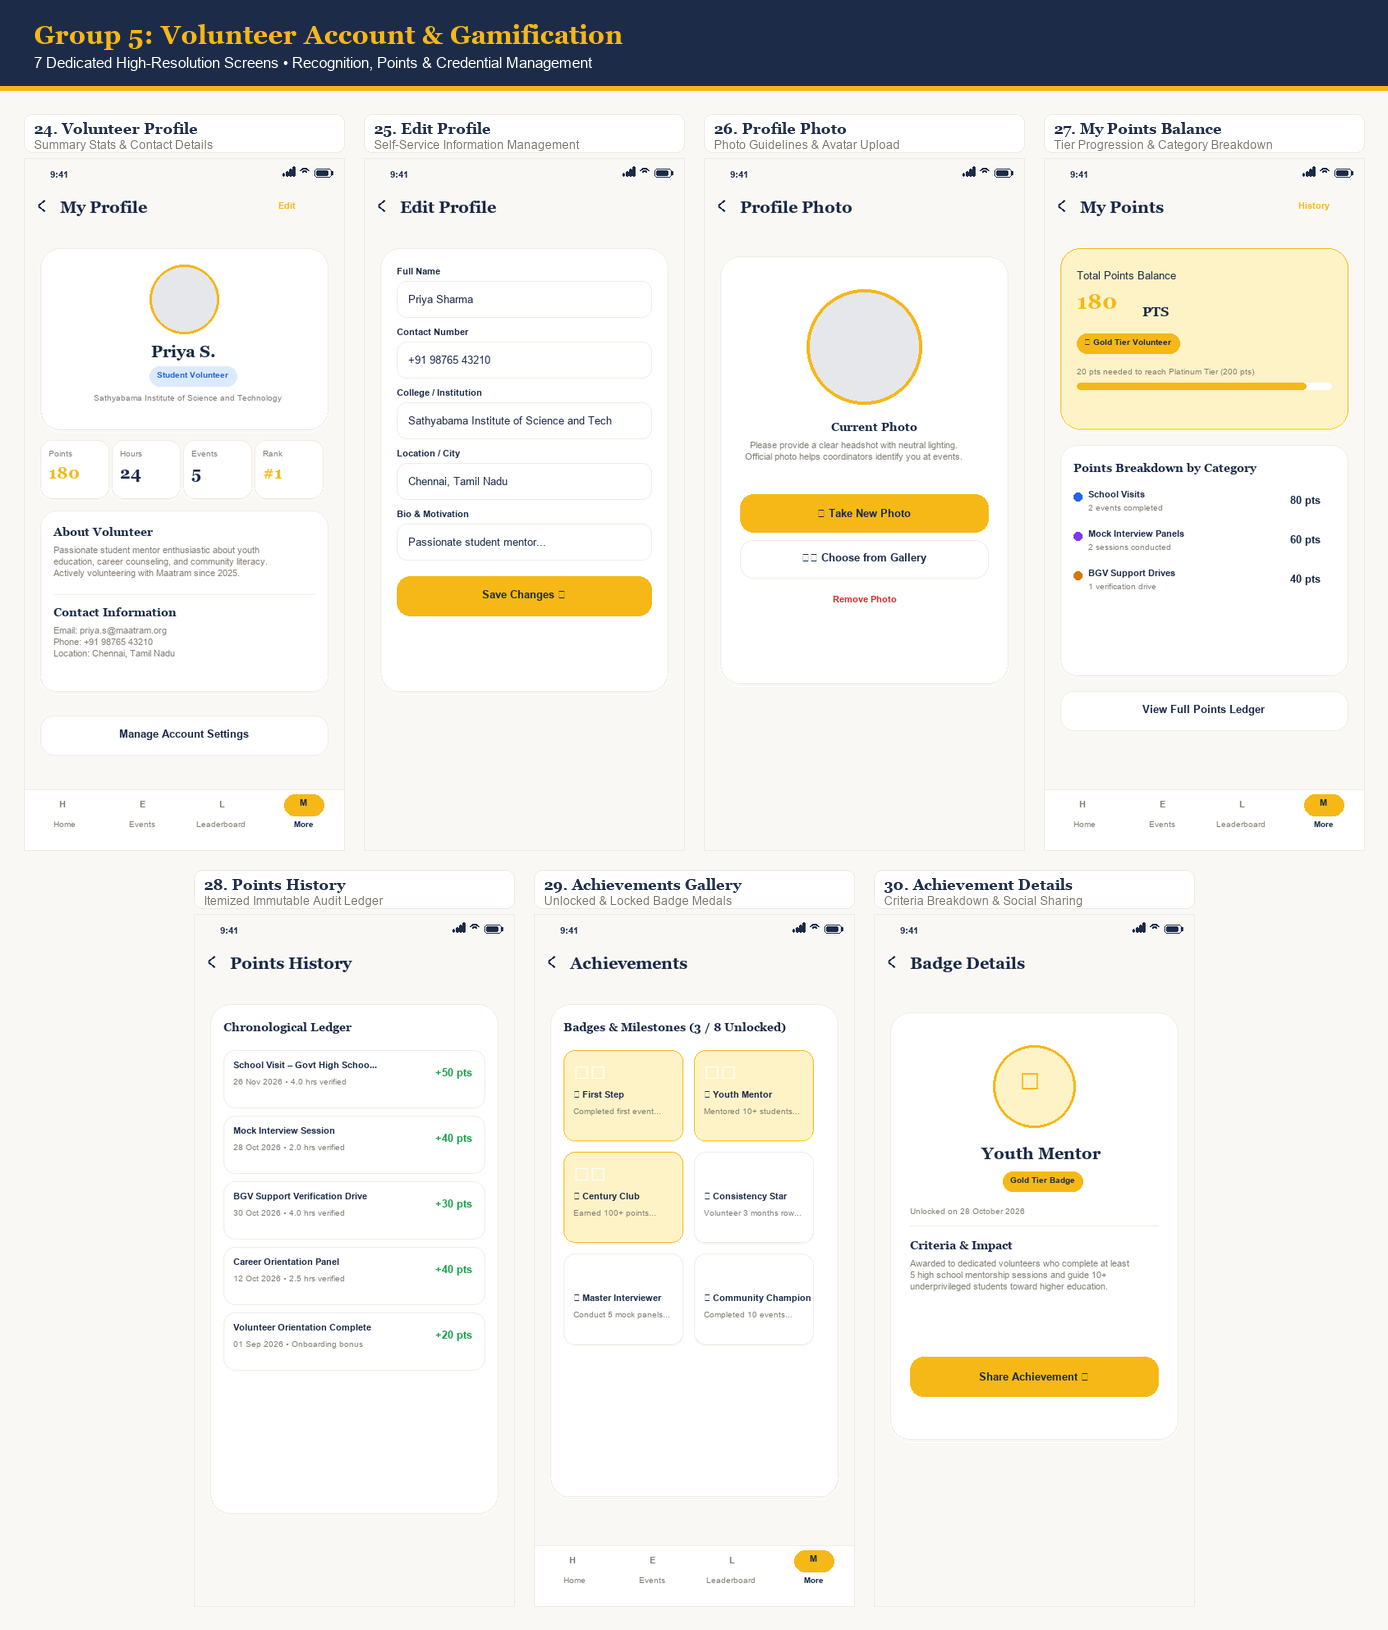 Group 5: Volunteer Account & Gamification
7 Dedicated High-Resolution Screens • Recognition, Points & Credential Management
24. Volunteer Profile
Summary Stats & Contact Details
9:41
My Profile
Edit
Priya S.
Student Volunteer
Sathyabama Institute of Science and Technology
Points
180
Hours
24
Events
5
Rank
#1
About Volunteer
Passionate student mentor enthusiastic about youth
education, career counseling, and community literacy.
Actively volunteering with Maatram since 2025.
Contact Information
Email: priya.s@maatram.org
Phone: +91 98765 43210
Location: Chennai, Tamil Nadu
Manage Account Settings
H
Home
E
Events
L
Leaderboard
M
More
25. Edit Profile
Self-Service Information Management
9:41
Edit Profile
Full Name
Priya Sharma
Contact Number
+91 98765 43210
College / Institution
Sathyabama Institute of Science and Tech
Location / City
Chennai, Tamil Nadu
Bio & Motivation
Passionate student mentor...
Save Changes
26. Profile Photo
Photo Guidelines & Avatar Upload
9:41
Profile Photo
Current Photo
Please provide a clear headshot with neutral lighting.
Official photo helps coordinators identify you at events.
Take New Photo
Choose from Gallery
Remove Photo
27. My Points Balance
Tier Progression & Category Breakdown
9:41
My Points
History
Total Points Balance
180 PTS
Gold Tier Volunteer
20 pts needed to reach Platinum Tier (200 pts)
Points Breakdown by Category
School Visits
2 events completed
80 pts
Mock Interview Panels
2 sessions conducted
60 pts
BGV Support Drives
1 verification drive
40 pts
View Full Points Ledger
H
Home
E
Events
L
Leaderboard
M
More
28. Points History
Itemized Immutable Audit Ledger
9:41
Points History
Chronological Ledger
School Visit – Govt High Schoo...
26 Nov 2026 • 4.0 hrs verified
+50 pts
Mock Interview Session
28 Oct 2026 • 2.0 hrs verified
+40 pts
BGV Support Verification Drive
30 Oct 2026 • 4.0 hrs verified
+30 pts
Career Orientation Panel
12 Oct 2026 • 2.5 hrs verified
+40 pts
Volunteer Orientation Complete
01 Sep 2026 • Onboarding bonus
+20 pts
29. Achievements Gallery
Unlocked & Locked Badge Medals
9:41
Achievements
Badges & Milestones (3 / 8 Unlocked)
First Step
Completed first event...
Youth Mentor
Mentored 10+ students...
Century Club
Earned 100+ points...
Consistency Star
Volunteer 3 months row...
Master Interviewer
Conduct 5 mock panels...
Community Champion
Completed 10 events...
H
Home
E
Events
L
Leaderboard
M
More
30. Achievement Details
Criteria Breakdown & Social Sharing
9:41
Badge Details
Youth Mentor
Gold Tier Badge
Unlocked on 28 October 2026
Criteria & Impact
Awarded to dedicated volunteers who complete at least
5 high school mentorship sessions and guide 10+
underprivileged students toward higher education.
Share Achievement